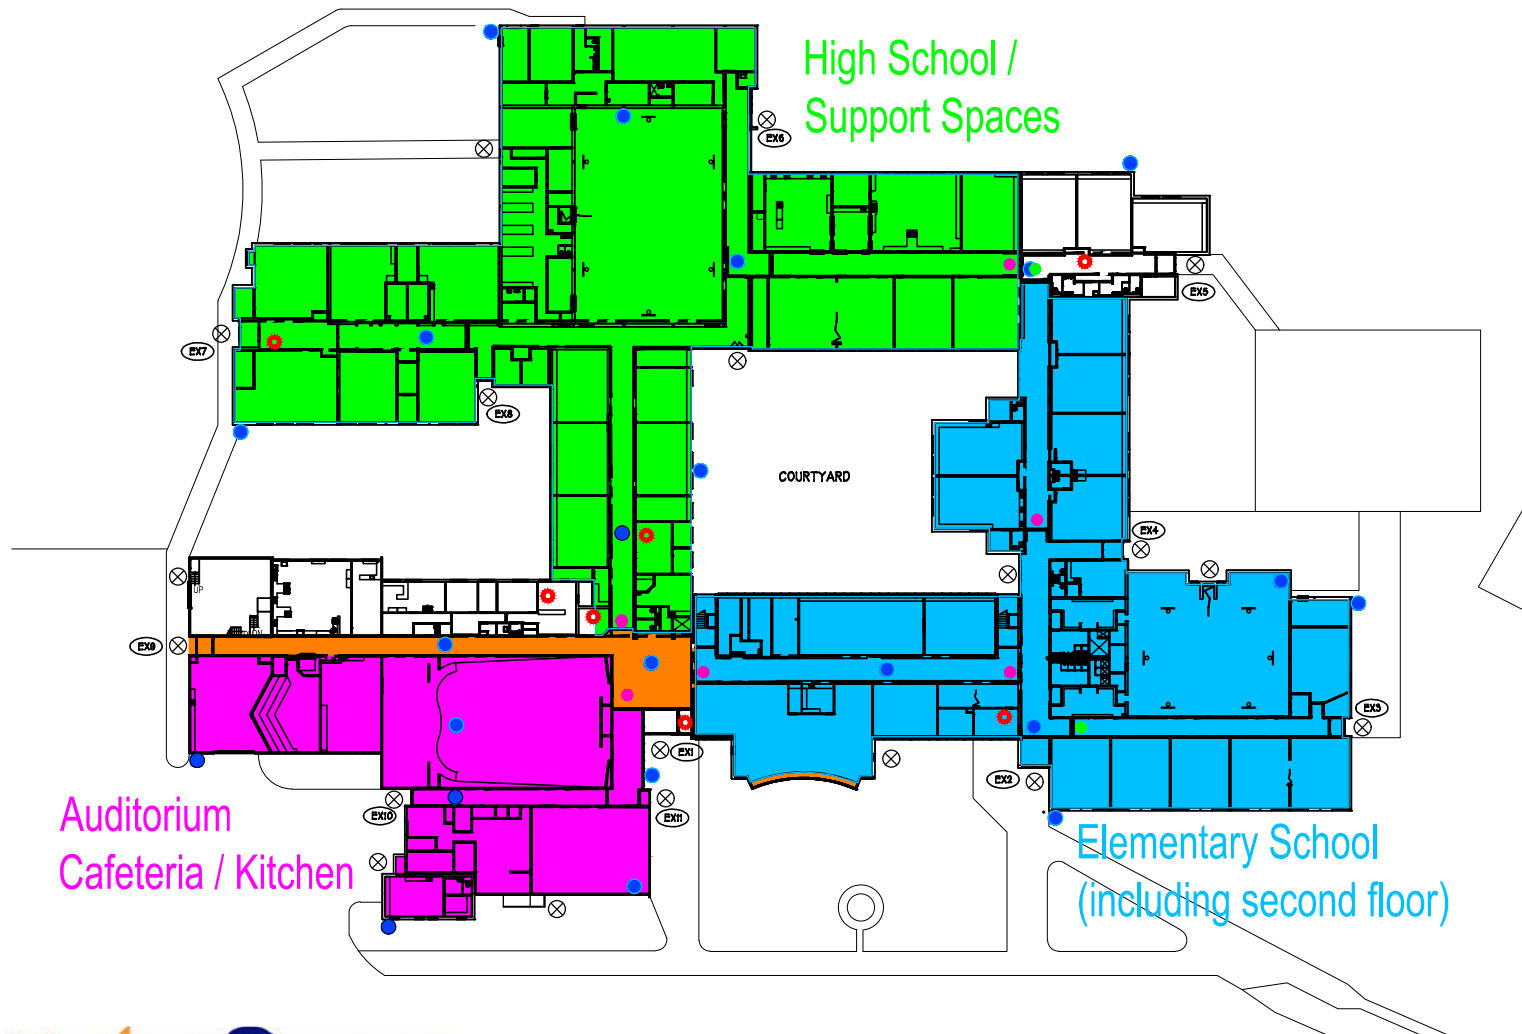 High School /
Support Spaces
EX6
EX5
EX7
EX8
COURTYARD
EX4
UP
EX9
EX3
EX1
EX2
EX10
EX11
Auditorium
Cafeteria / Kitchen
Elementary School
(including second floor)